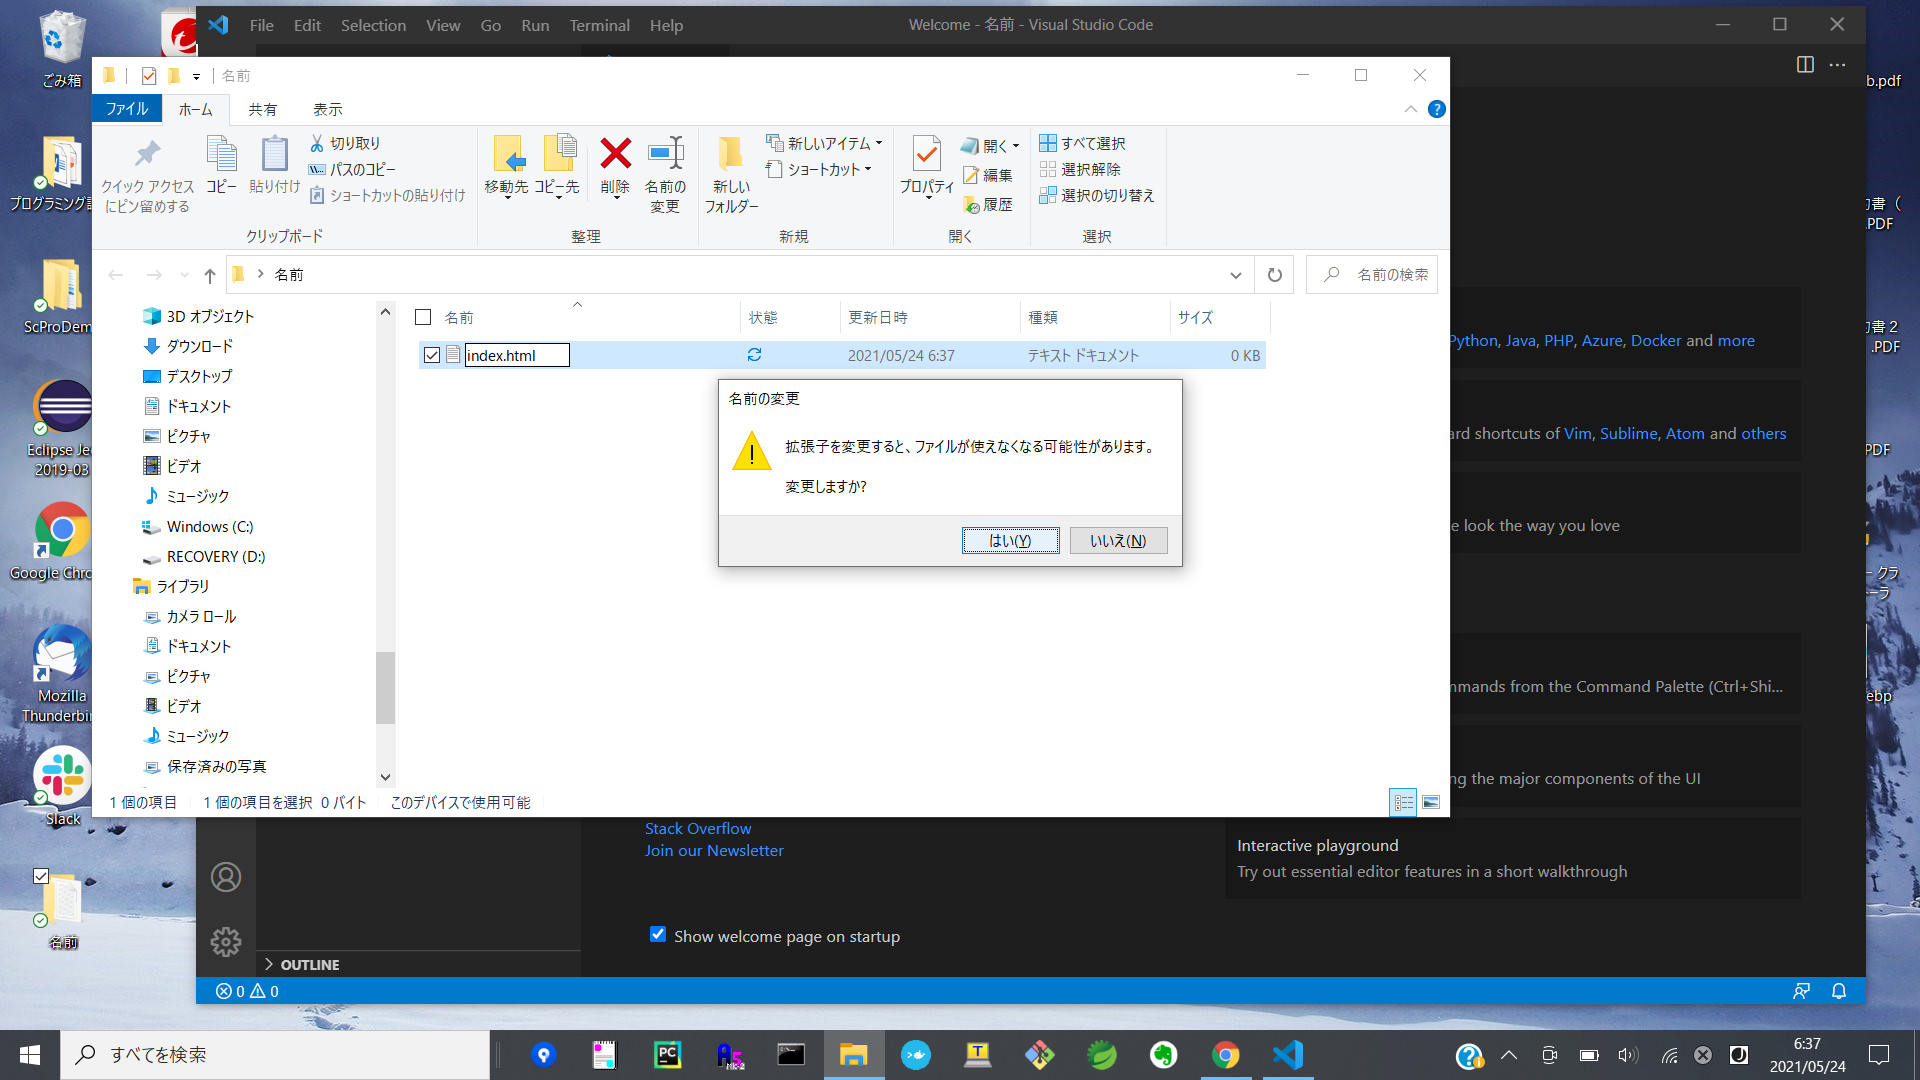 File Edit Selection View Go Run Terminal Help
Welcome - 名前 - Visual Studio Code
ごみ箱
プログラミング
ScProDem
Eclipse Je
2019-03
Google Chro
Mozilla
Thunderbi
Slack
名前
名前
ファイル ホーム 共有 表示
クイック アクセス
にピン留めする
コピー
貼り付け
切り取り
パスのコピー
ショートカットの貼り付け
クリップボード
移動先
コピー先
削除
名前の
変更
整理
新しい
フォルダー
新しいアイテム
ショートカット
新規
プロパティ
開く
編集
履歴
開く
すべて選択
選択解除
選択の切り替え
選択
名前
名前の検索
3D オブジェクト
ダウンロード
デスクトップ
ドキュメント
ピクチャ
ビデオ
ミュージック
Windows (C:)
RECOVERY (D:)
ライブラリ
カメラ ロール
ドキュメント
ピクチャ
ビデオ
ミュージック
保存済みの写真
名前 状態 更新日時 種類 サイズ
index.html 2021/05/24 6:37 テキスト ドキュメント 0 KB
名前の変更
拡張子を変更すると、ファイルが使えなくなる可能性があります。
変更しますか?
はい(Y) いいえ(N)
1 個の項目 1 個の項目を選択 0 バイト このデバイスで使用可能
Python, Java, PHP, Azure, Docker and more
ard shortcuts of Vim, Sublime, Atom and others
e look the way you love
mmands from the Command Palette (Ctrl+Shi...
ng the major components of the UI
Stack Overflow
Join our Newsletter
Interactive playground
Try out essential editor features in a short walkthrough
Show welcome page on startup
OUTLINE
0 0
b.pdf
書 (
.PDF
書 2
.PDF
PDF
クラ
ーラ
ebp
すべてを検索
6:37
2021/05/24